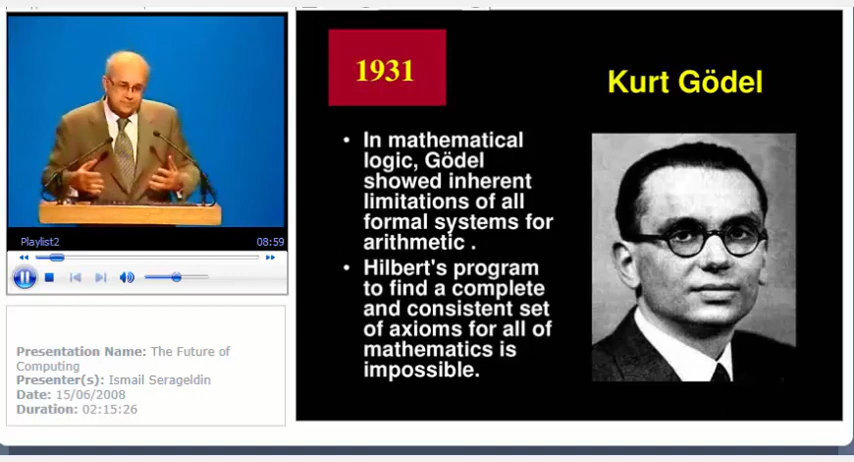 1931
Kurt Gödel
• In mathematical
logic, Gödel
showed inherent
limitations of all
formal systems for
arithmetic .
• Hilbert's program
to find a complete
and consistent set
of axioms for all of
mathematics is
impossible.
Playlist2 08:59
Presentation Name: The Future of
Computing
Presenter(s): Ismail Serageldin
Date: 15/06/2008
Duration: 02:15:26